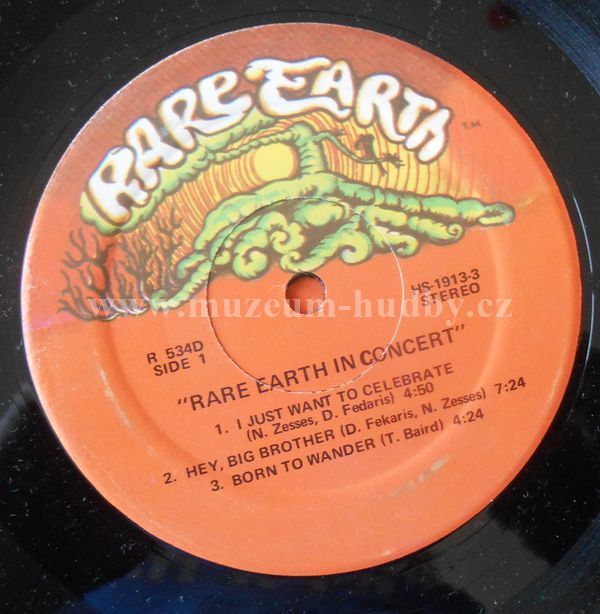 RARE EARTH
T.M.
www.muzeum-hudby.cz
HS-1913-3
STEREO
R 534D
SIDE 1
"RARE EARTH IN CONCERT"
1. I JUST WANT TO CELEBRATE
(N. Zesses, D. Fedaris) 4:50
2. HEY, BIG BROTHER (D. Fekaris, N. Zesses) 7:24
3. BORN TO WANDER (T. Baird) 4:24